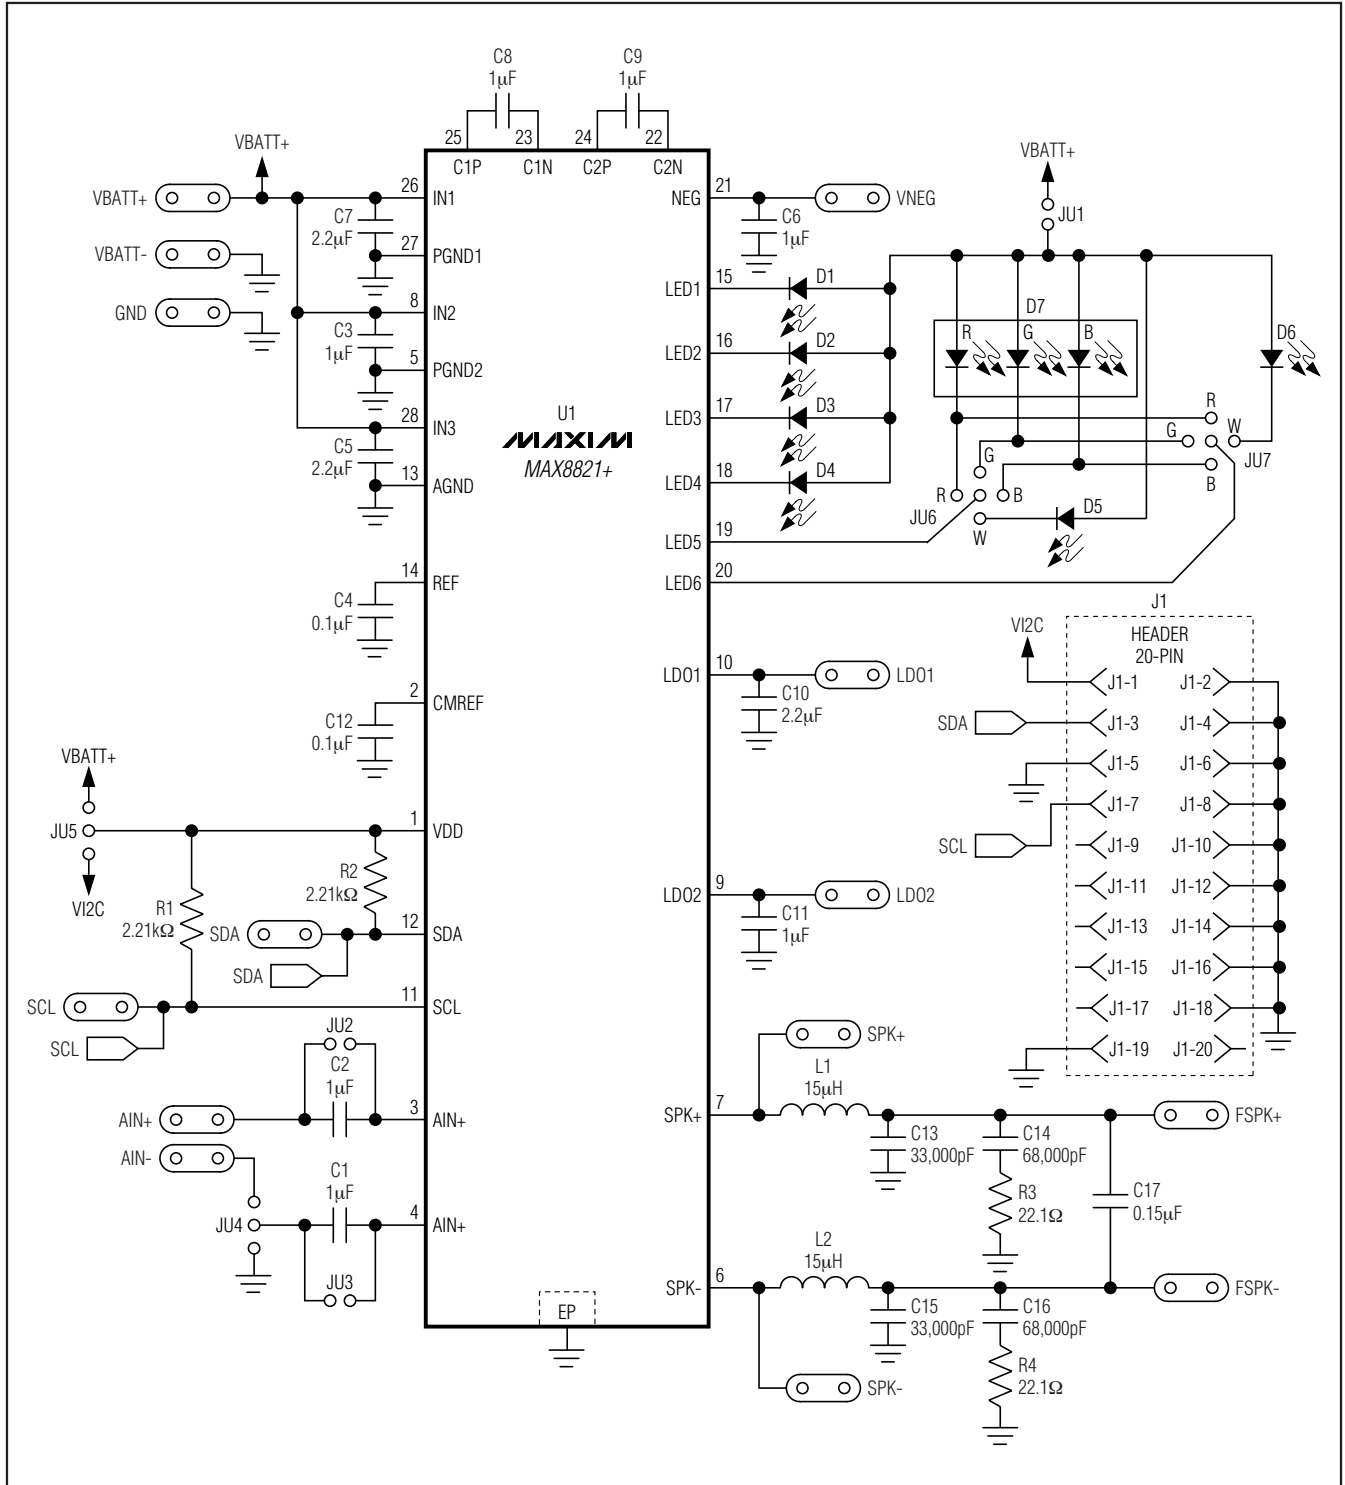 C8
1µF
C9
1µF
25
23
24
22
C1P
C1N
C2P
C2N
VBATT+
VBATT+
VBATT-
GND
C7
2.2µF
C3
1µF
C5
2.2µF
26
27
8
5
28
13
14
2
1
12
11
3
4
IN1
PGND1
IN2
PGND2
IN3
AGND
REF
CMREF
VDD
SDA
SCL
AIN+
AIN+
C4
0.1µF
C12
0.1µF
VBATT+
JU5
VI2C
R1
2.21kΩ
R2
2.21kΩ
SDA
SDA
SCL
SCL
JU2
C2
1µF
AIN+
AIN-
C1
1µF
JU4
JU3
U1
MAXIM
MAX8821+
EP
NEG
LED1
LED2
LED3
LED4
LED5
LED6
LDO1
LDO2
SPK+
SPK-
21
15
16
17
18
19
20
10
9
7
6
C6
1µF
VNEG
D1
D2
D3
D4
VBATT+
JU1
D7
R
G
B
D6
R
G
W
B
JU7
G
R
B
W
JU6
D5
C10
2.2µF
LDO1
C11
1µF
LDO2
J1
HEADER
20-PIN
VI2C
SDA
SCL
J1-1 J1-2
J1-3 J1-4
J1-5 J1-6
J1-7 J1-8
J1-9 J1-10
J1-11 J1-12
J1-13 J1-14
J1-15 J1-16
J1-17 J1-18
J1-19 J1-20
SPK+
L1
15µH
C13
33,000pF
C14
68,000pF
R3
22.1Ω
C17
0.15µF
FSPK+
L2
15µH
C15
33,000pF
C16
68,000pF
R4
22.1Ω
FSPK-
SPK-